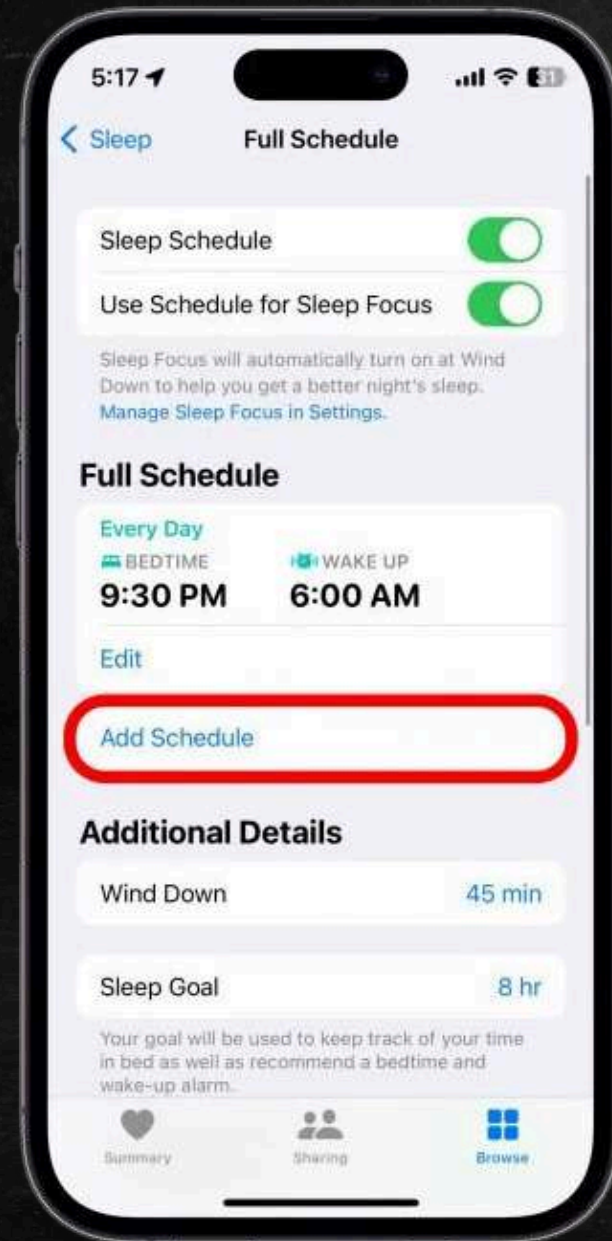 5:17
31
Sleep
Full Schedule
Sleep Schedule
Use Schedule for Sleep Focus
Sleep Focus will automatically turn on at Wind
Down to help you get a better night's sleep.
Manage Sleep Focus in Settings.
Full Schedule
Every Day
BEDTIME
WAKE UP
9:30 PM
6:00 AM
Edit
Add Schedule
Additional Details
Wind Down
45 min
Sleep Goal
8 hr
Your goal will be used to keep track of your time
in bed as well as recommend a bedtime and
wake-up alarm.
Summary
Sharing
Browse